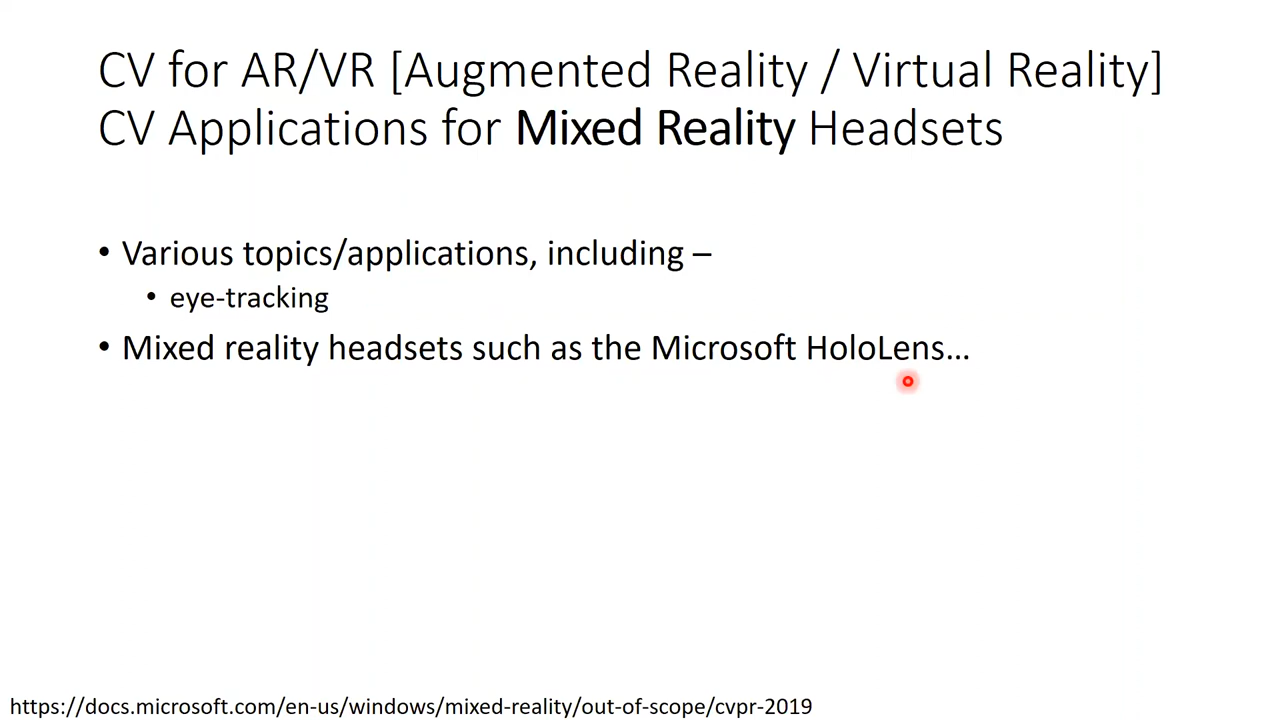 CV for AR/VR [Augmented Reality / Virtual Reality]
CV Applications for Mixed Reality Headsets
• Various topics/applications, including –
• eye-tracking
• Mixed reality headsets such as the Microsoft HoloLens…
https://docs.microsoft.com/en-us/windows/mixed-reality/out-of-scope/cvpr-2019